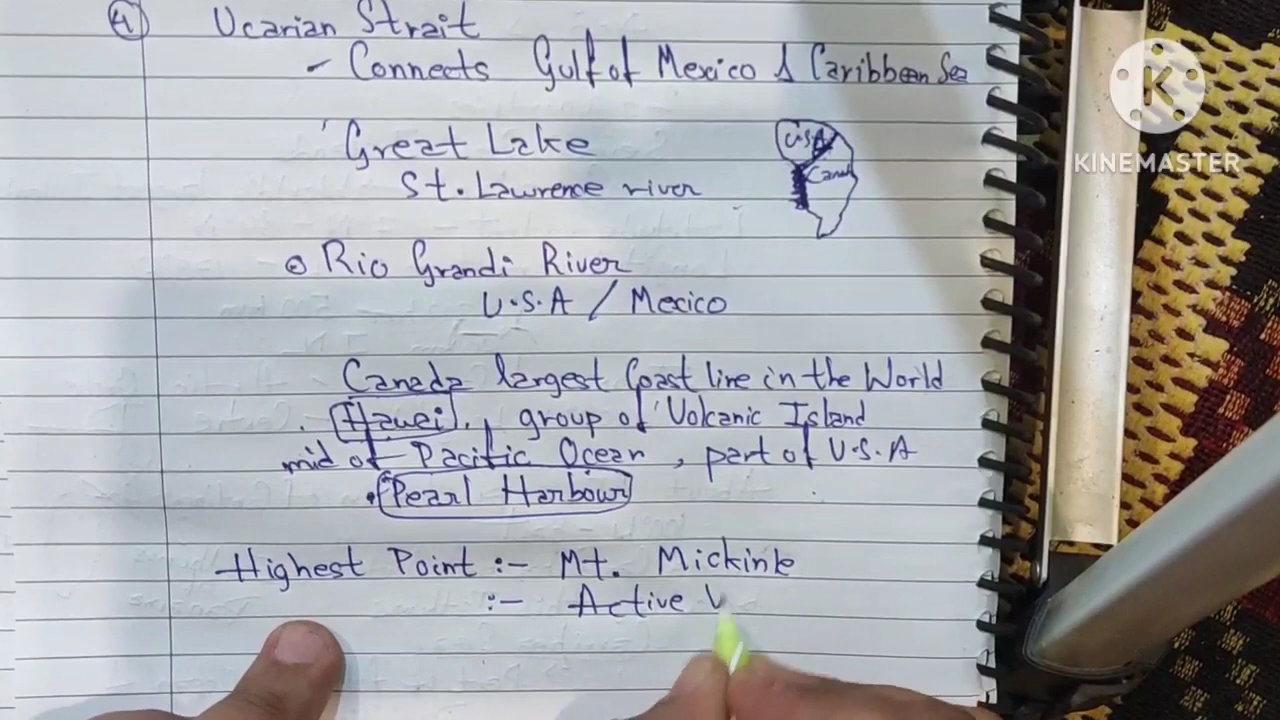 4 Ucarian Strait
- Connects Gulf of Mexico & Caribbean Sea
Great Lake
St. Lawrence river
U.S.A
Canad
Rio Grandi River
U.S.A / Mexico
Canada largest Coast line in the World
Hawei, group of Volcanic Island
mid of Pacific Ocean, part of U.S.A
Pearl Harbour
Highest Point :- Mt. Mickinle
:- Active V
K
KINEMASTER